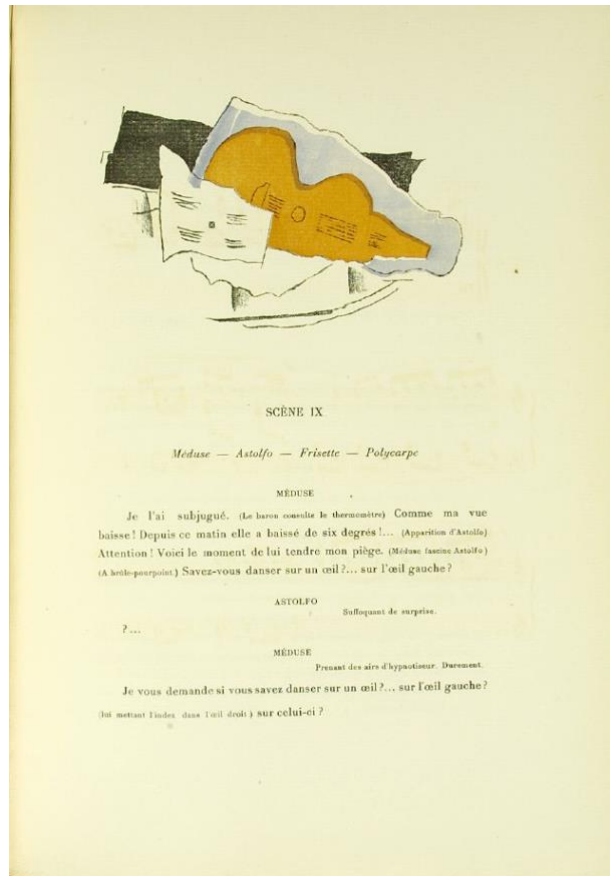 SCÈNE IX
Méduse — Astolfo — Frisette — Polycarpe
MÉDUSE
Je l'ai subjugué. (Le baron consulte le thermomètre) Comme ma vue
baisse ! Depuis ce matin elle a baissé de six degrés !... (Apparition d'Astolfo)
Attention ! Voici le moment de lui tendre mon piège. (Méduse fascine Astolfo)
(A brûle-pourpoint.) Savez-vous danser sur un œil ?... sur l'œil gauche ?
ASTOLFO
Suffoquant de surprise.
? ...
MÉDUSE
Prenant des airs d'hypnotiseur. Durement.
Je vous demande si vous savez danser sur un œil ?... sur l'œil gauche ?
(lui mettant l'index dans l'œil droit) sur celui-ci ?